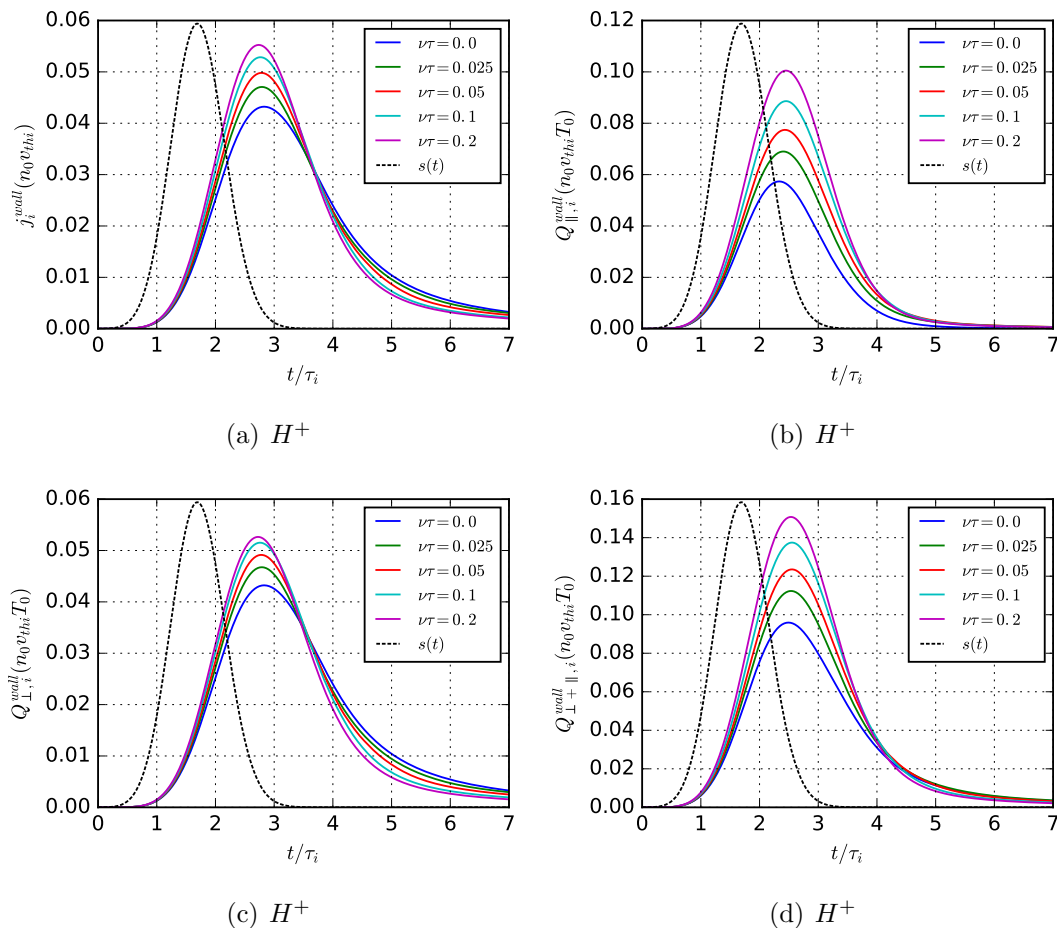 0.06
0.05
0.04
0.03
0.02
0.01
0.00
0 1 2 3 4 5 6 7
t/τ_i
j_i^{wall}(n_0 v_{thi})
ντ = 0.0
ντ = 0.025
ντ = 0.05
ντ = 0.1
ντ = 0.2
s(t)
(a) H^+
0.12
0.10
0.08
0.06
0.04
0.02
0.00
0 1 2 3 4 5 6 7
t/τ_i
Q_{∥,i}^{wall}(n_0 v_{thi} T_0)
ντ = 0.0
ντ = 0.025
ντ = 0.05
ντ = 0.1
ντ = 0.2
s(t)
(b) H^+
0.06
0.05
0.04
0.03
0.02
0.01
0.00
0 1 2 3 4 5 6 7
t/τ_i
Q_{⊥,i}^{wall}(n_0 v_{thi} T_0)
ντ = 0.0
ντ = 0.025
ντ = 0.05
ντ = 0.1
ντ = 0.2
s(t)
(c) H^+
0.16
0.14
0.12
0.10
0.08
0.06
0.04
0.02
0.00
0 1 2 3 4 5 6 7
t/τ_i
Q_{⊥+∥,i}^{wall}(n_0 v_{thi} T_0)
ντ = 0.0
ντ = 0.025
ντ = 0.05
ντ = 0.1
ντ = 0.2
s(t)
(d) H^+